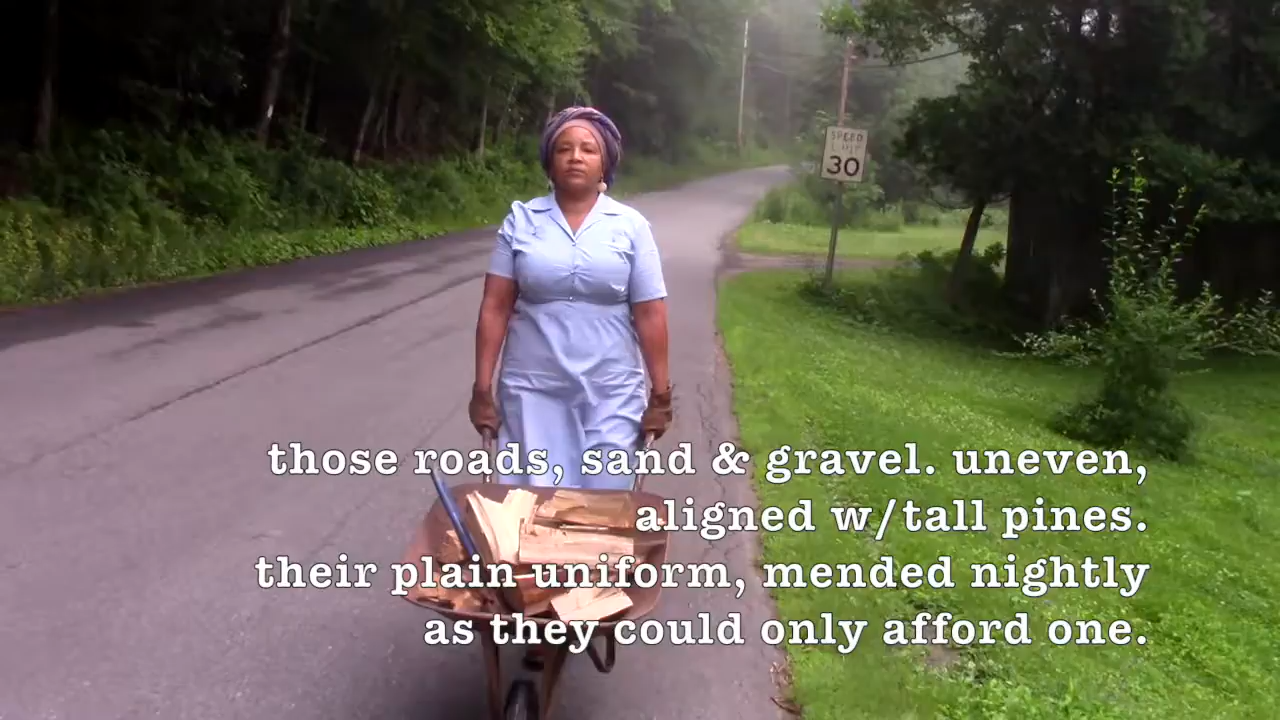 SPEED
LIMIT
30
those roads, sand & gravel. uneven,
aligned w/tall pines.
their plain uniform, mended nightly
as they could only afford one.